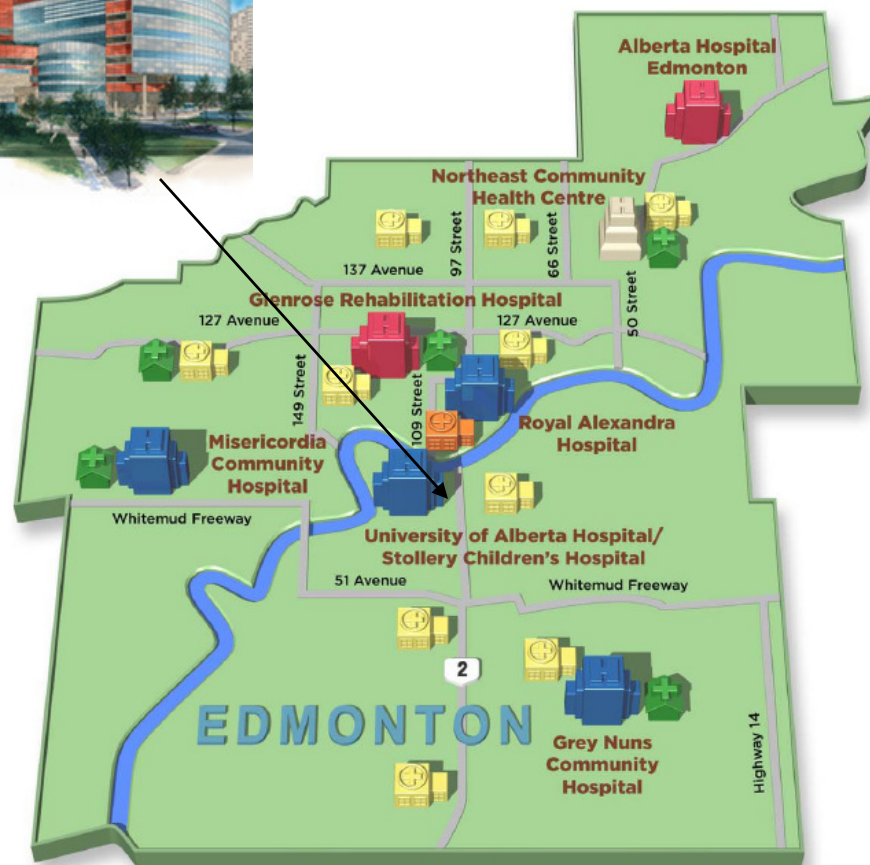 Alberta Hospital
Edmonton
Northeast Community
Health Centre
97 Street
66 Street
137 Avenue
50 Street
Glenrose Rehabilitation Hospital
127 Avenue
127 Avenue
149 Street
109 Street
Royal Alexandra
Hospital
Misericordia
Community
Hospital
Whitemud Freeway
University of Alberta Hospital/
Stollery Children's Hospital
51 Avenue
Whitemud Freeway
2
EDMONTON
Grey Nuns
Community
Hospital
Highway 14
H
H
H
H
H
H
H